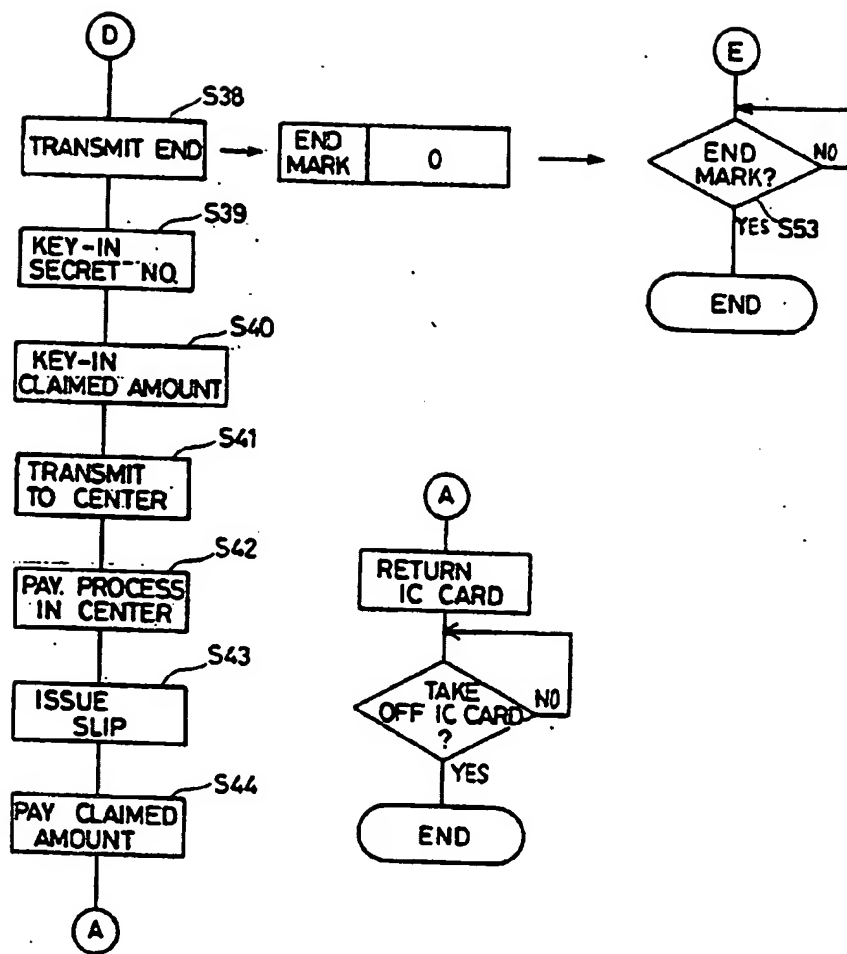 D
S38
TRANSMIT END
END
MARK
0
S39
KEY-IN
SECRET NO.
S40
KEY-IN
CLAIMED AMOUNT
S41
TRANSMIT
TO CENTER
S42
PAY. PROCESS
IN CENTER
S43
ISSUE
SLIP
S44
PAY CLAIMED
AMOUNT
A
E
END
MARK?
NO
YES
S53
END
A
RETURN
IC CARD
TAKE
OFF IC CARD
?
NO
YES
END